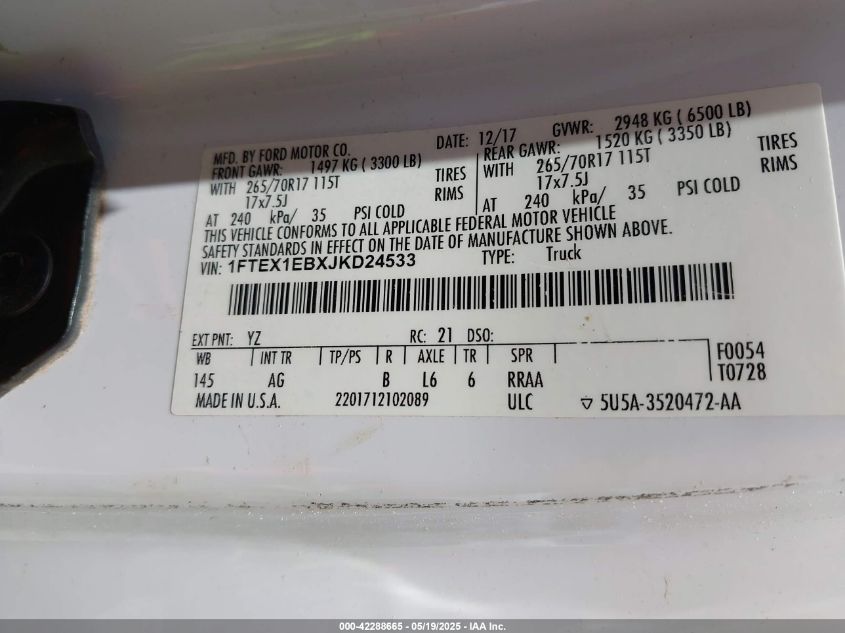 MFD. BY FORD MOTOR CO. DATE: 12/17 GVWR: 2948 KG ( 6500 LB)
FRONT GAWR: 1497 KG ( 3300 LB) REAR GAWR: 1520 KG ( 3350 LB)
WITH 265/70R17 115T TIRES WITH 265/70R17 115T TIRES
17x7.5J RIMS 17x7.5J RIMS
AT 240 kPa/ 35 PSI COLD AT 240 kPa/ 35 PSI COLD
THIS VEHICLE CONFORMS TO ALL APPLICABLE FEDERAL MOTOR VEHICLE
SAFETY STANDARDS IN EFFECT ON THE DATE OF MANUFACTURE SHOWN ABOVE.
VIN: 1FTEX1EBXJKD24533 TYPE: Truck
EXT PNT: YZ RC: 21 DSO:
WB INT TR TP/PS R AXLE TR SPR F0054
145 AG B L6 6 RRAA T0728
MADE IN U.S.A. 2201712102089 ULC 5U5A-3520472-AA
000-42288665 - 05/19/2025 - IAA Inc.